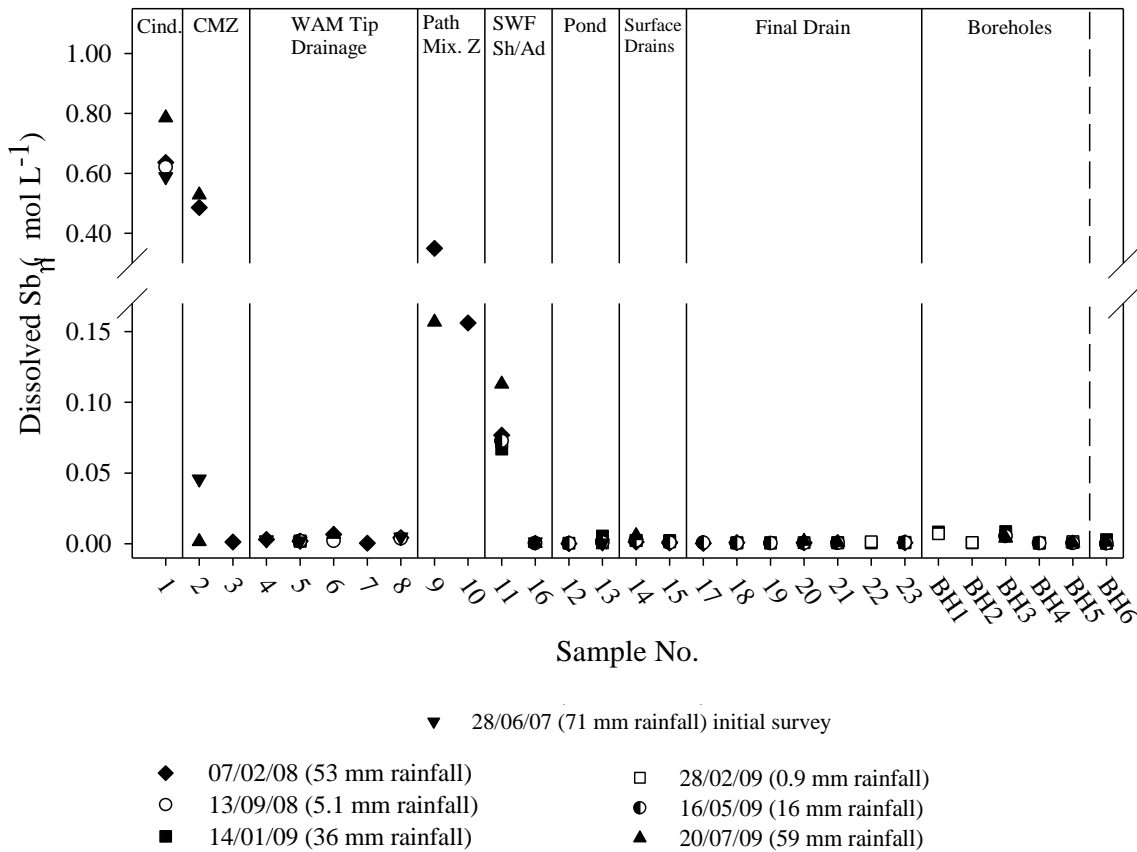 Cind. CMZ WAM Tip Drainage Path Mix. Z SWF Sh/Ad Pond Surface Drains Final Drain Boreholes
1.00
0.80
0.60
0.40
0.15
0.10
0.05
0.00
Dissolved Sb ( mol L-1)
1 2 3 4 5 6 7 8 9 10 11 16 12 13 14 15 17 18 19 20 21 22 23 BH1 BH2 BH3 BH4 BH5 BH6
Sample No.
28/06/07 (71 mm rainfall) initial survey
07/02/08 (53 mm rainfall)
13/09/08 (5.1 mm rainfall)
14/01/09 (36 mm rainfall)
28/02/09 (0.9 mm rainfall)
16/05/09 (16 mm rainfall)
20/07/09 (59 mm rainfall)